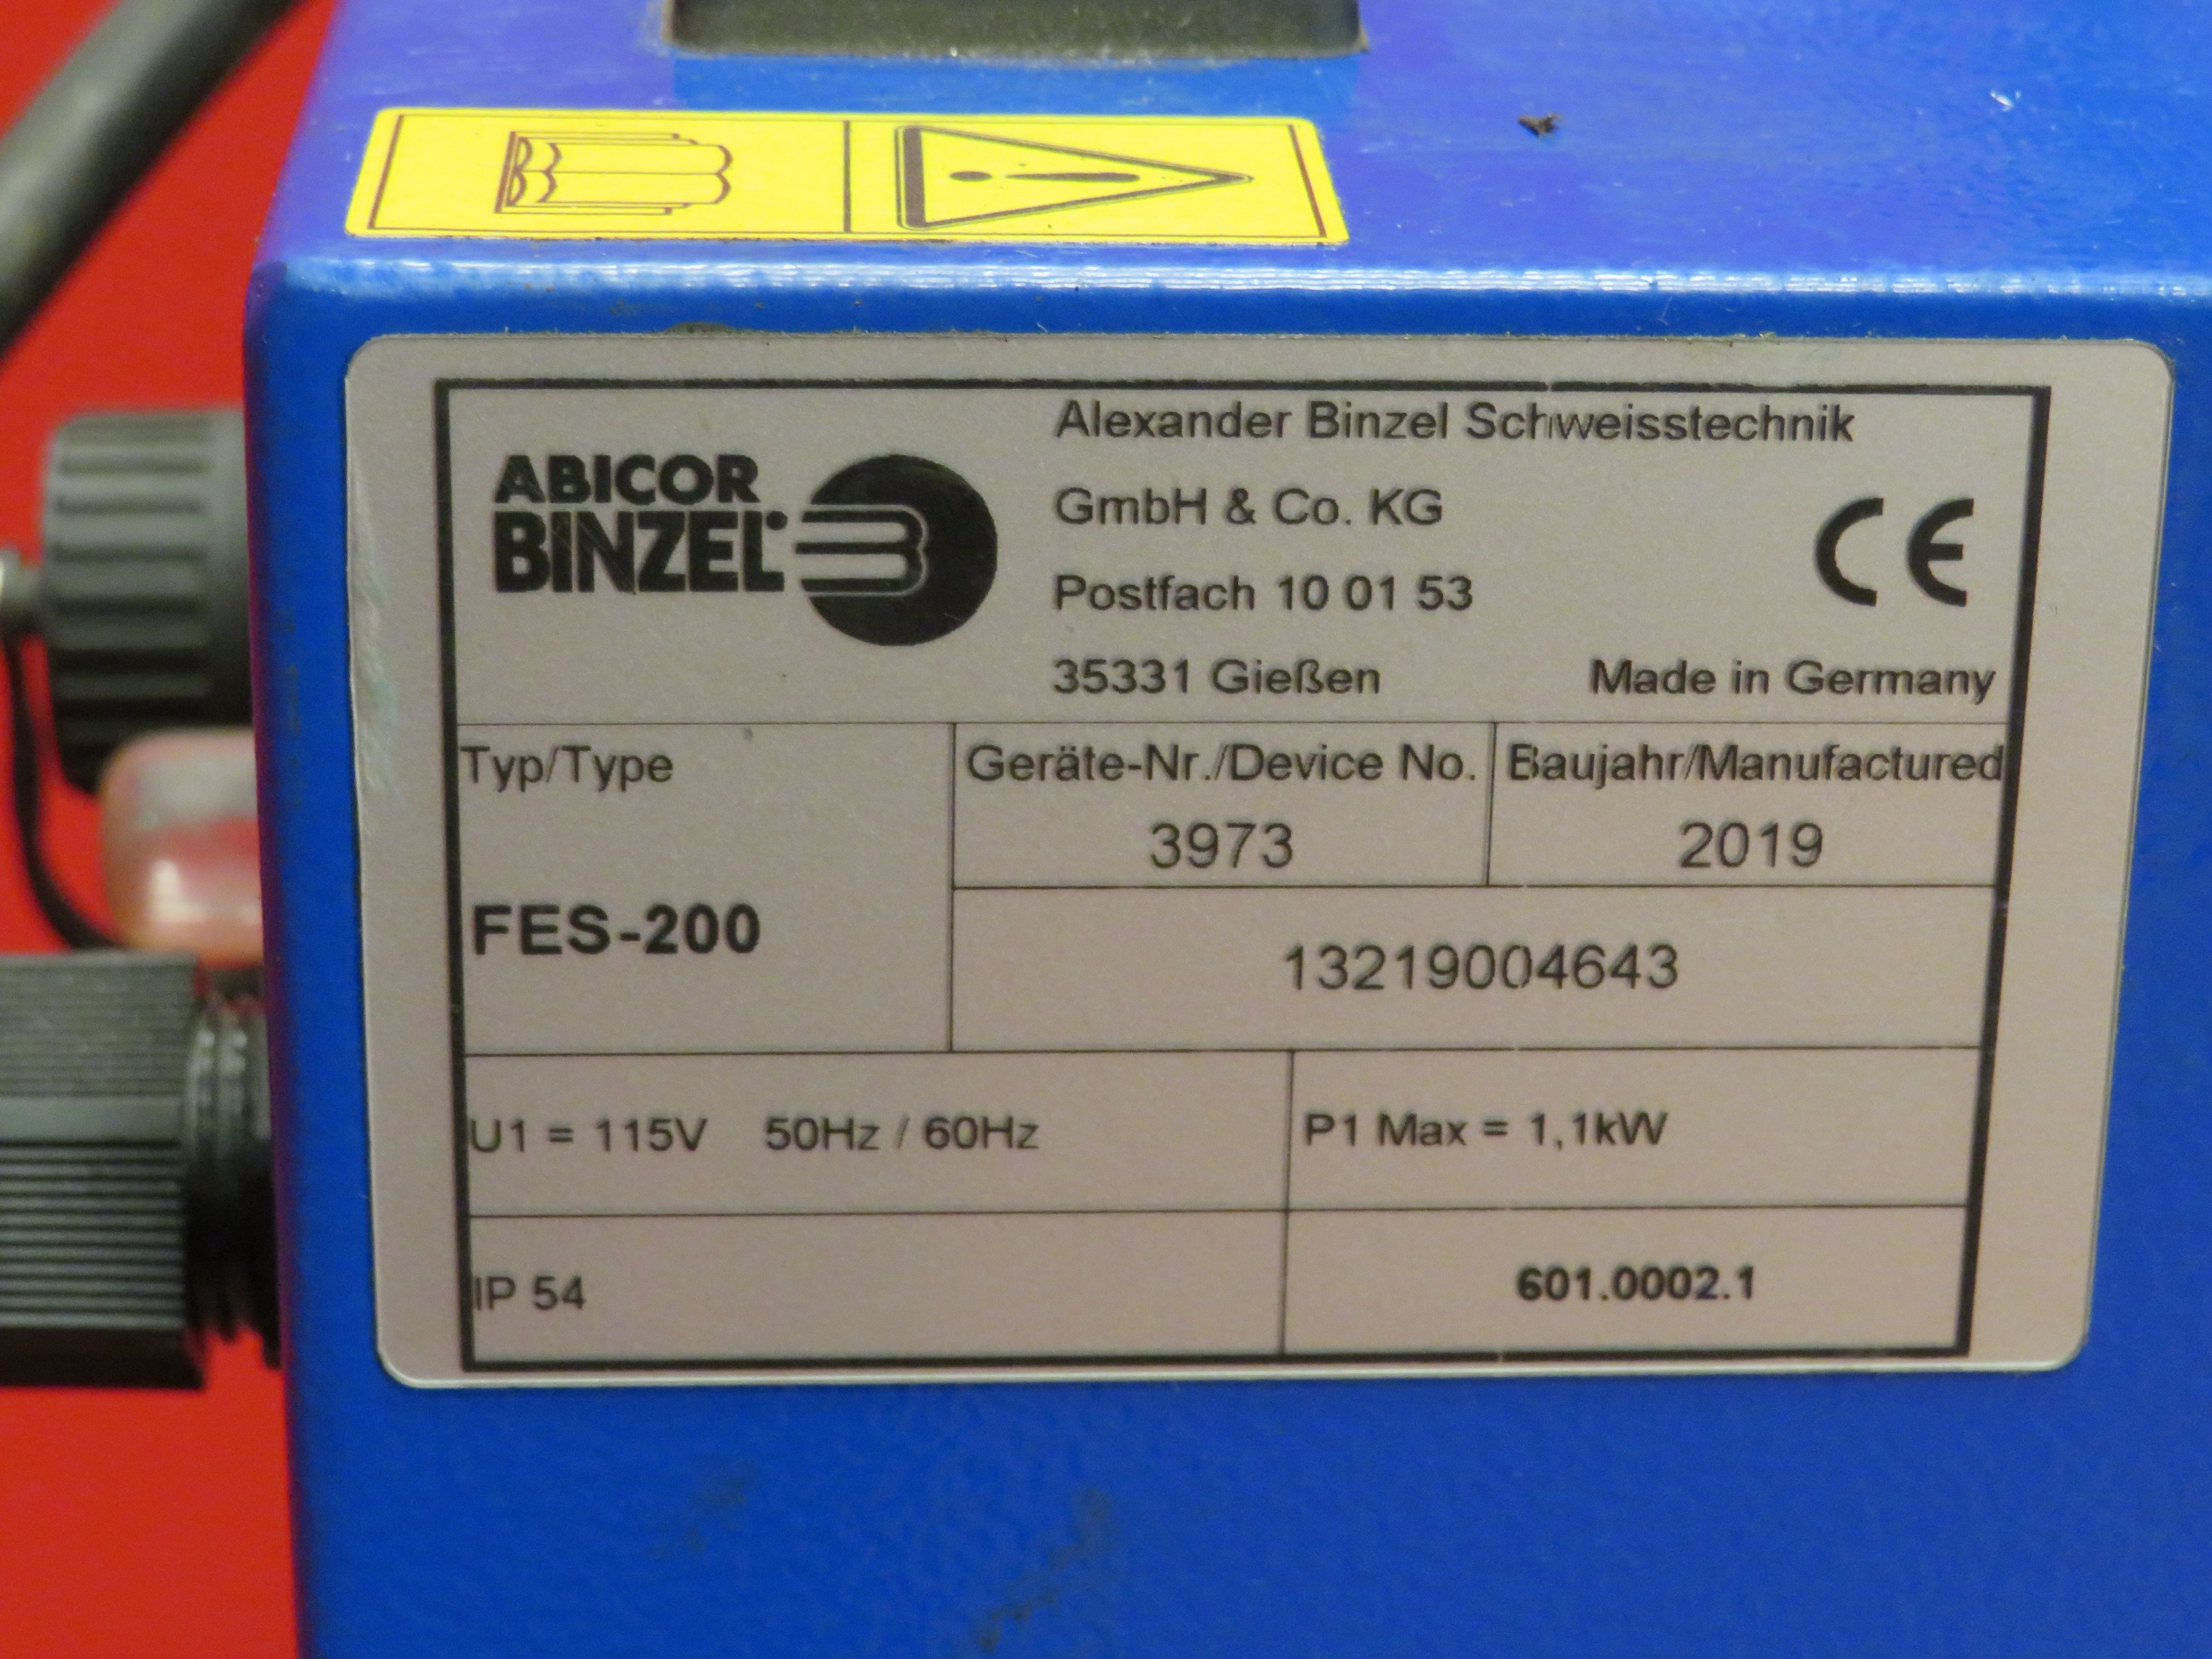 ABICOR
BINZEL
Alexander Binzel Schweisstechnik
GmbH & Co. KG
Postfach 10 01 53
35331 Gießen
CE
Made in Germany
Typ/Type
FES-200
Geräte-Nr./Device No.
3973
Baujahr/Manufactured
2019
13219004643
U1 = 115V 50Hz / 60Hz
P1 Max = 1,1kW
IP 54
601.0002.1